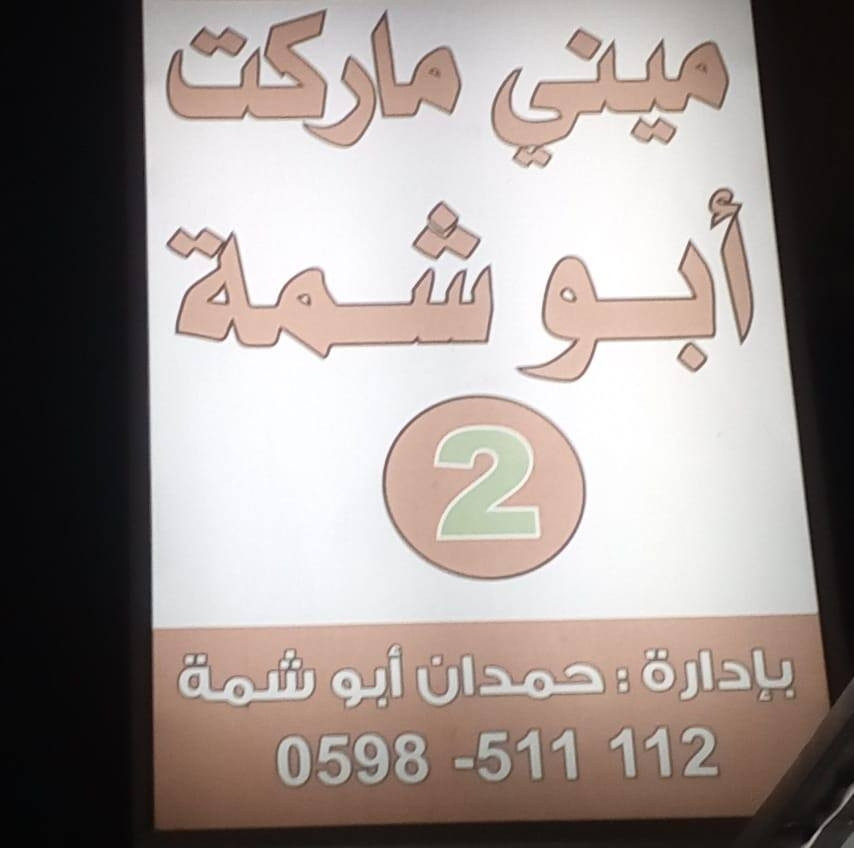 ميني ماركت
أبو شمة
2
بإدارة : حمدان أبو شمة
0598 -511 112